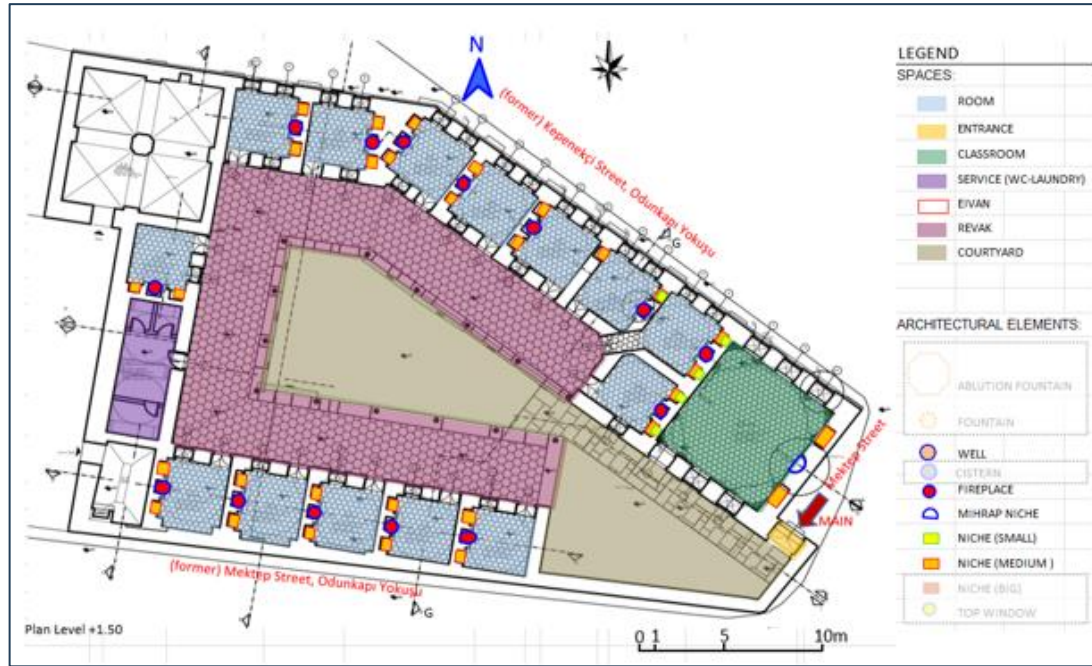 N
(former) Kepenekçi Street, Odunkapı Yokuşu
G
Mektep Street
MAIN
(former) Mektep Street, Odunkapı Yokuşu
G
Plan Level +1.50
0 1 5 10m
LEGEND
SPACES:
ROOM
ENTRANCE
CLASSROOM
SERVICE (WC-LAUNDRY)
EIVAN
REVAK
COURTYARD
ARCHITECTURAL ELEMENTS:
ABLUTION FOUNTAIN
FOUNTAIN
WELL
CISTERN
FIREPLACE
MIHRAP NICHE
NICHE (SMALL)
NICHE (MEDIUM )
NICHE (BIG)
TOP WINDOW